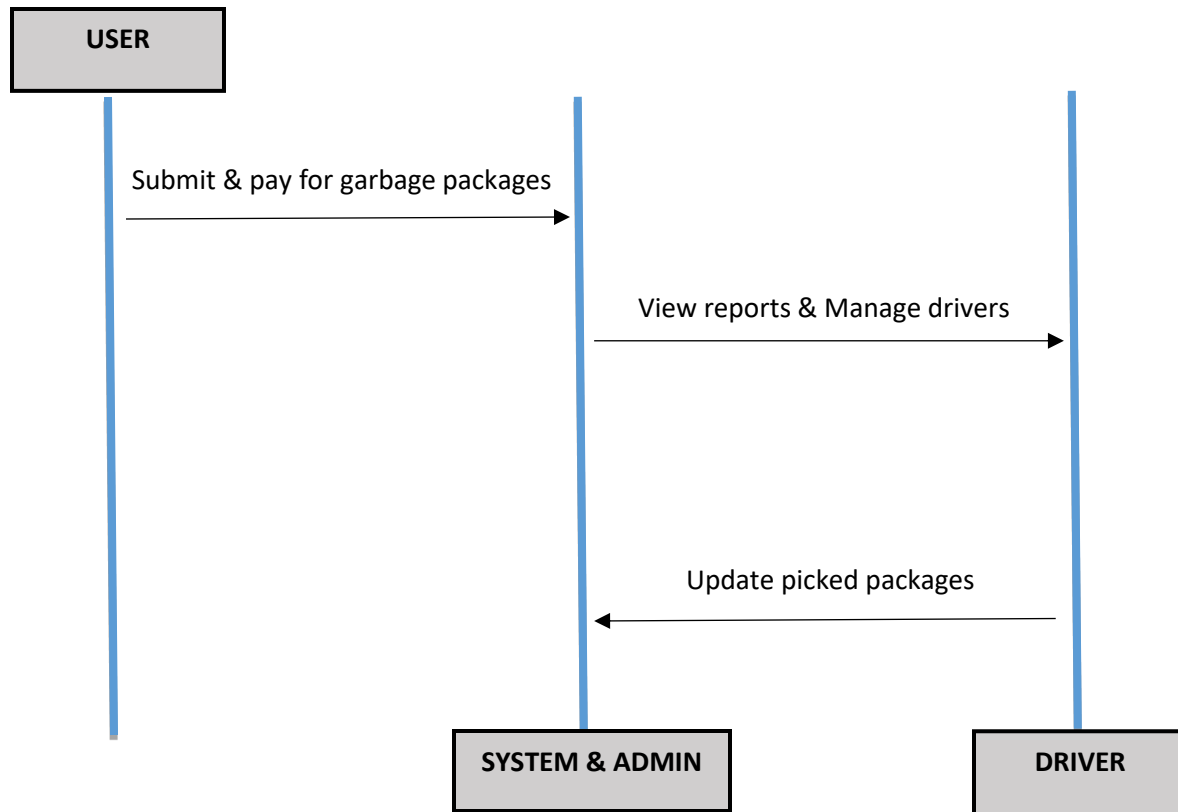 USER
Submit & pay for garbage packages
View reports & Manage drivers
Update picked packages
SYSTEM & ADMIN
DRIVER